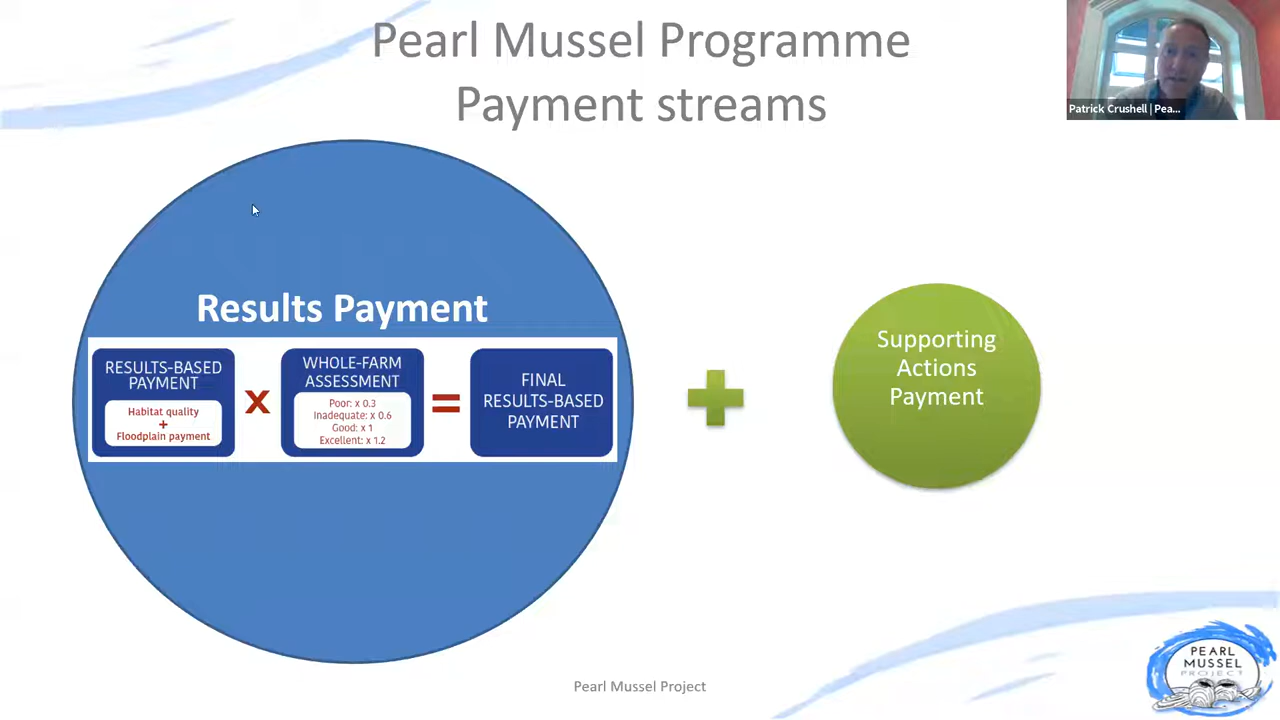 Pearl Mussel Programme
Payment streams
Patrick Crushell | Pea...
Results Payment
RESULTS-BASED
PAYMENT
Habitat quality
+
Floodplain payment
x
WHOLE-FARM
ASSESSMENT
Poor: x 0.3
Inadequate: x 0.6
Good: x 1
Excellent: x 1.2
=
FINAL
RESULTS-BASED
PAYMENT
Supporting
Actions
Payment
Pearl Mussel Project
PEARL
MUSSEL
PROJECT